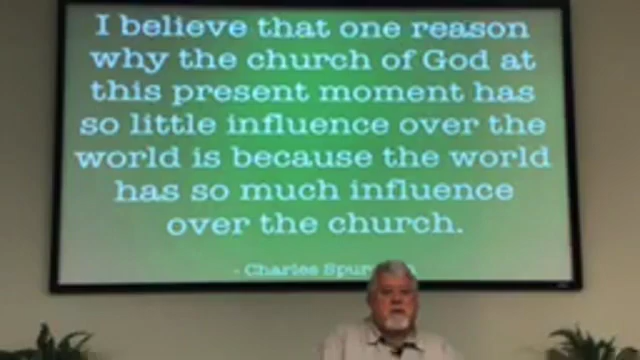 I believe that one reason
why the church of God at
this present moment has
so little influence over the
world is because the world
has so much influence
over the church.
- Charles